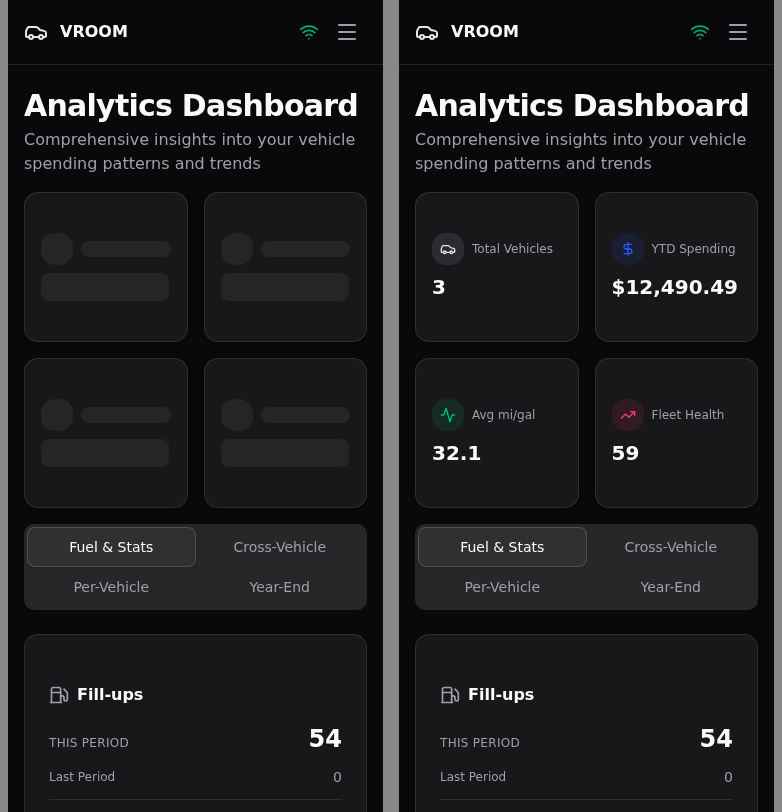 VROOM
Analytics Dashboard
Comprehensive insights into your vehicle
spending patterns and trends
Fuel & Stats
Cross-Vehicle
Per-Vehicle
Year-End
Fill-ups
THIS PERIOD
54
Last Period
0
VROOM
Analytics Dashboard
Comprehensive insights into your vehicle
spending patterns and trends
Total Vehicles
3
YTD Spending
$12,490.49
Avg mi/gal
32.1
Fleet Health
59
Fuel & Stats
Cross-Vehicle
Per-Vehicle
Year-End
Fill-ups
THIS PERIOD
54
Last Period
0